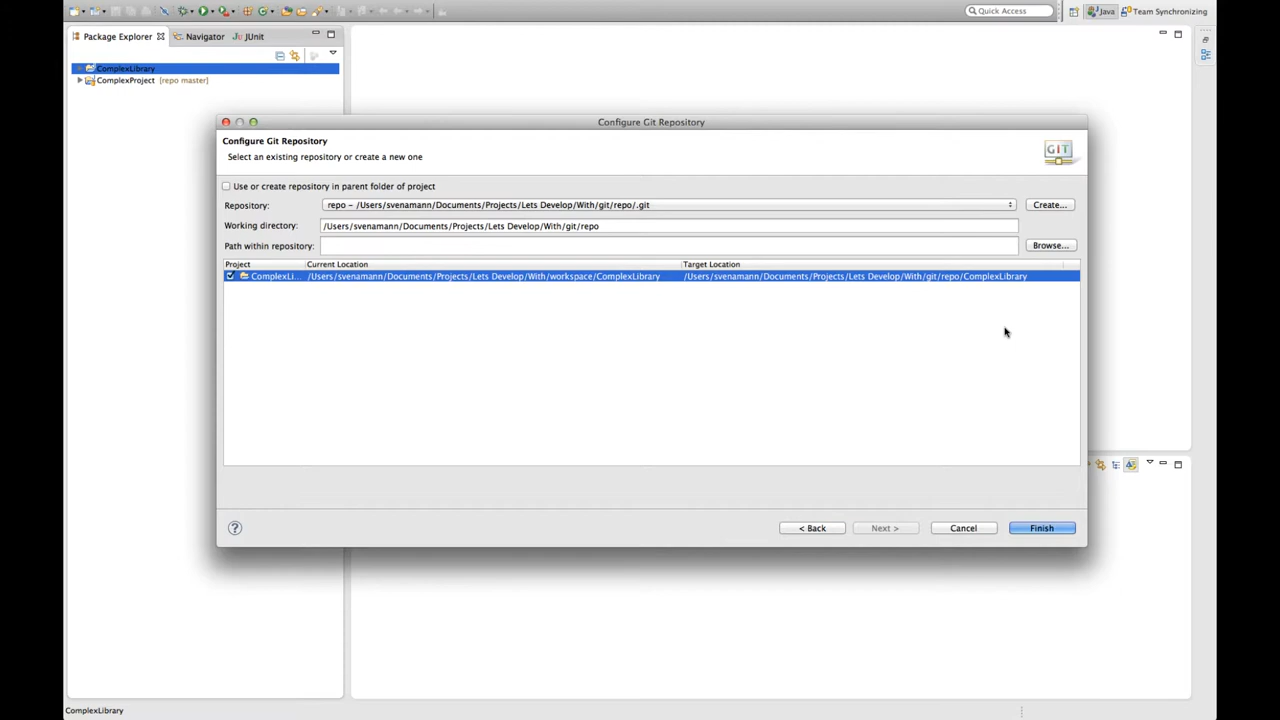 Quick Access
Java
Team Synchronizing
Package Explorer
Navigator
JUnit
ComplexLibrary
ComplexProject [repo master]
Configure Git Repository
Configure Git Repository
Select an existing repository or create a new one
GIT
Use or create repository in parent folder of project
Repository: repo - /Users/svenamann/Documents/Projects/Lets Develop/With/git/repo/.git Create...
Working directory: /Users/svenamann/Documents/Projects/Lets Develop/With/git/repo
Path within repository: Browse...
Project Current Location Target Location
ComplexLi... /Users/svenamann/Documents/Projects/Lets Develop/With/workspace/ComplexLibrary /Users/svenamann/Documents/Projects/Lets Develop/With/git/repo/ComplexLibrary
? < Back Next > Cancel Finish
ComplexLibrary